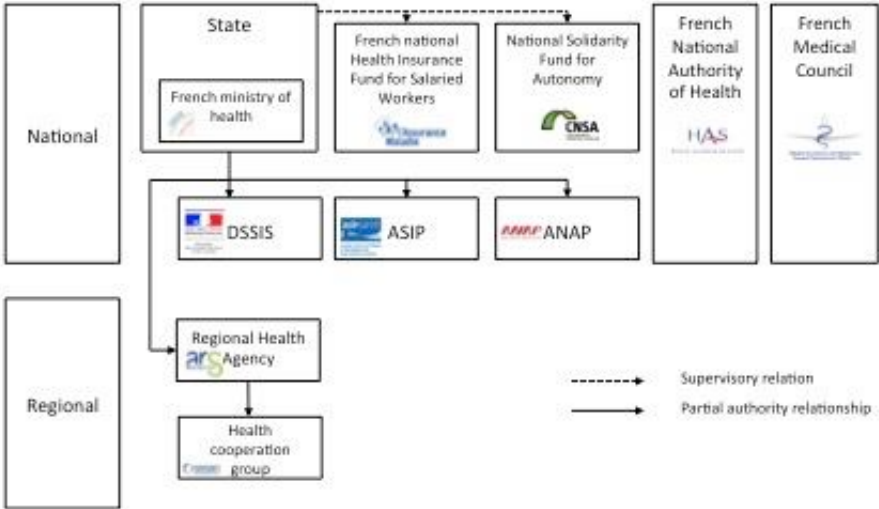 National
State
French ministry of
health
French national
Health Insurance
Fund for Salaried
Workers
l'Assurance
Maladie
National Solidarity
Fund for
Autonomy
CNSA
French
National
Authority
of Health
HAS
French
Medical
Council
DSSIS
ASIP
ANAP
Regional
Regional Health
Agency
ars
Health
cooperation
group
Supervisory relation
Partial authority relationship